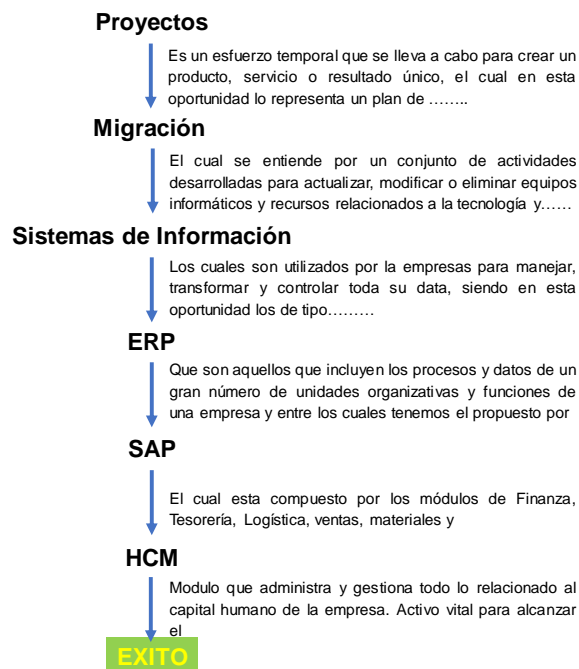 Proyectos
Es un esfuerzo temporal que se lleva a cabo para crear un
producto, servicio o resultado único, el cual en esta
oportunidad lo representa un plan de ……..
Migración
El cual se entiende por un conjunto de actividades
desarrolladas para actualizar, modificar o eliminar equipos
informáticos y recursos relacionados a la tecnología y……
Sistemas de Información
Los cuales son utilizados por la empresas para manejar,
transformar y controlar toda su data, siendo en esta
oportunidad los de tipo………
ERP
Que son aquellos que incluyen los procesos y datos de un
gran número de unidades organizativas y funciones de
una empresa y entre los cuales tenemos el propuesto por
SAP
El cual esta compuesto por los módulos de Finanza,
Tesorería, Logística, ventas, materiales y
HCM
Modulo que administra y gestiona todo lo relacionado al
capital humano de la empresa. Activo vital para alcanzar
el
EXITO